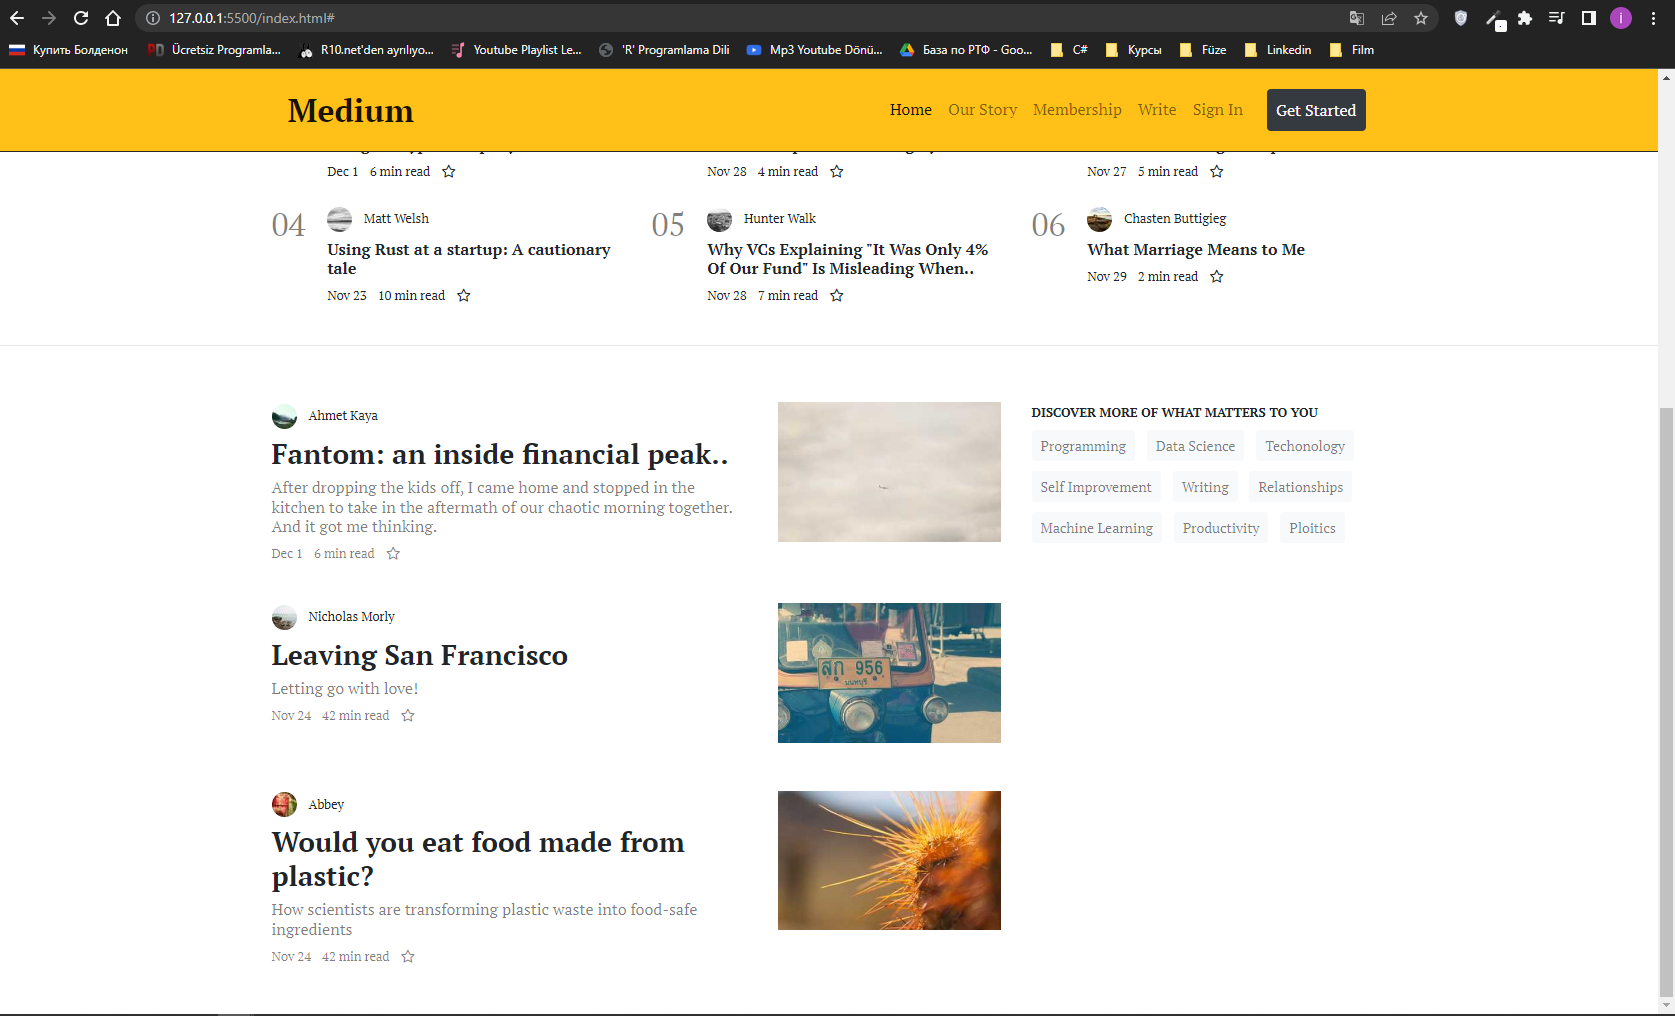 127.0.0.1:5500/index.html#
Купить Болденон
Ücretsiz Programla...
R10.net'den ayrılıyo...
Youtube Playlist Le...
'R' Programlama Dili
Mp3 Youtube Dönü...
База по РТФ - Goo...
C#
Курсы
Füze
Linkedin
Film
Medium
Home Our Story Membership Write Sign In Get Started
Dec 1 6 min read
Nov 28 4 min read
Nov 27 5 min read
04
Matt Welsh
Using Rust at a startup: A cautionary
tale
Nov 23 10 min read
05
Hunter Walk
Why VCs Explaining "It Was Only 4%
Of Our Fund" Is Misleading When..
Nov 28 7 min read
06
Chasten Buttigieg
What Marriage Means to Me
Nov 29 2 min read
Ahmet Kaya
Fantom: an inside financial peak..
After dropping the kids off, I came home and stopped in the
kitchen to take in the aftermath of our chaotic morning together.
And it got me thinking.
Dec 1 6 min read
Nicholas Morly
Leaving San Francisco
Letting go with love!
Nov 24 42 min read
สกุ 956
นนทบุรี
Abbey
Would you eat food made from
plastic?
How scientists are transforming plastic waste into food-safe
ingredients
Nov 24 42 min read
DISCOVER MORE OF WHAT MATTERS TO YOU
Programming Data Science Techonology
Self Improvement Writing Relationships
Machine Learning Productivity Ploitics